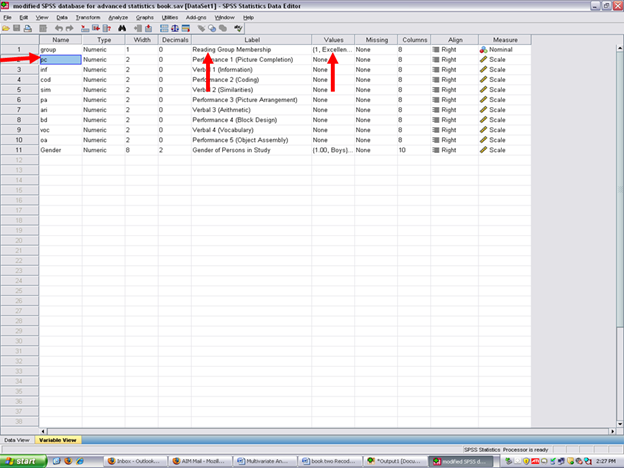 modified SPSS database for advanced statistics book.sav [DataSet1] - SPSS Statistics Data Editor
File Edit View Data Transform Analyze Graphs Utilities Add-ons Window Help
Name Type Width Decimals Label Values Missing Columns Align Measure
1 group Numeric 1 0 Reading Group Membership {1, Excellen... None 8 Right Nominal
pc Numeric 2 0 Performance 1 (Picture Completion) None None 8 Right Scale
3 inf Numeric 2 0 Verbal 1 (Information) None None 8 Right Scale
4 cod Numeric 2 0 Performance 2 (Coding) None None 8 Right Scale
5 sim Numeric 2 0 Verbal 2 (Similarities) None None 8 Right Scale
6 pa Numeric 2 0 Performance 3 (Picture Arrangement) None None 8 Right Scale
7 ari Numeric 2 0 Verbal 3 (Arithmetic) None None 8 Right Scale
8 bd Numeric 2 0 Performance 4 (Block Design) None None 8 Right Scale
9 voc Numeric 2 0 Verbal 4 (Vocabulary) None None 8 Right Scale
10 oa Numeric 2 0 Performance 5 (Object Assembly) None None 8 Right Scale
11 Gender Numeric 8 2 Gender of Persons in Study {1.00, Boys}... None 10 Right Scale
12
13
14
15
16
17
18
19
20
21
22
23
24
25
26
27
28
29
30
31
32
33
34
35
36
37
38
Data View Variable View
SPSS Statistics Processor is ready
start Inbox - Outlook... AIM Mail - Mozill... Multivariate An... book two Recod... *Output1 [Docu... modified SPSS d... 2:27 PM